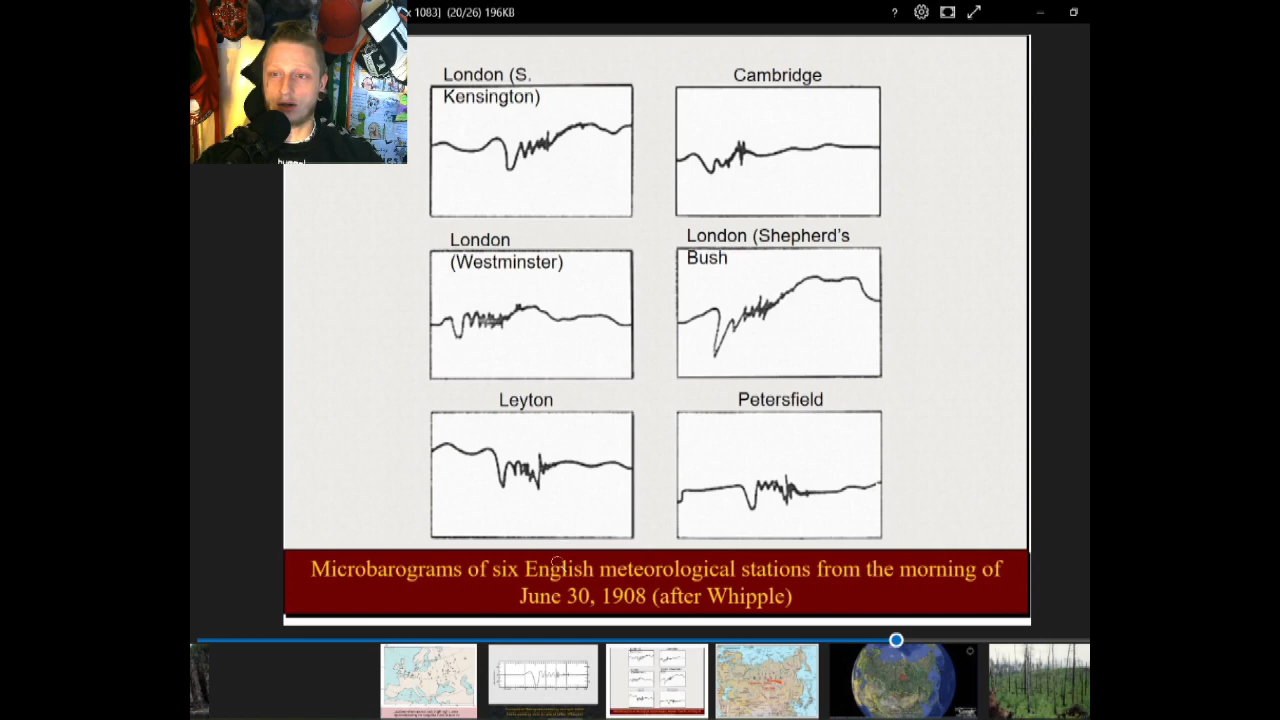 x 1083] (20/26) 196KB
?
London (S.
Kensington)
Cambridge
London
(Westminster)
London (Shepherd's
Bush
Leyton
Petersfield
Microbarograms of six English meteorological stations from the morning of
June 30, 1908 (after Whipple)